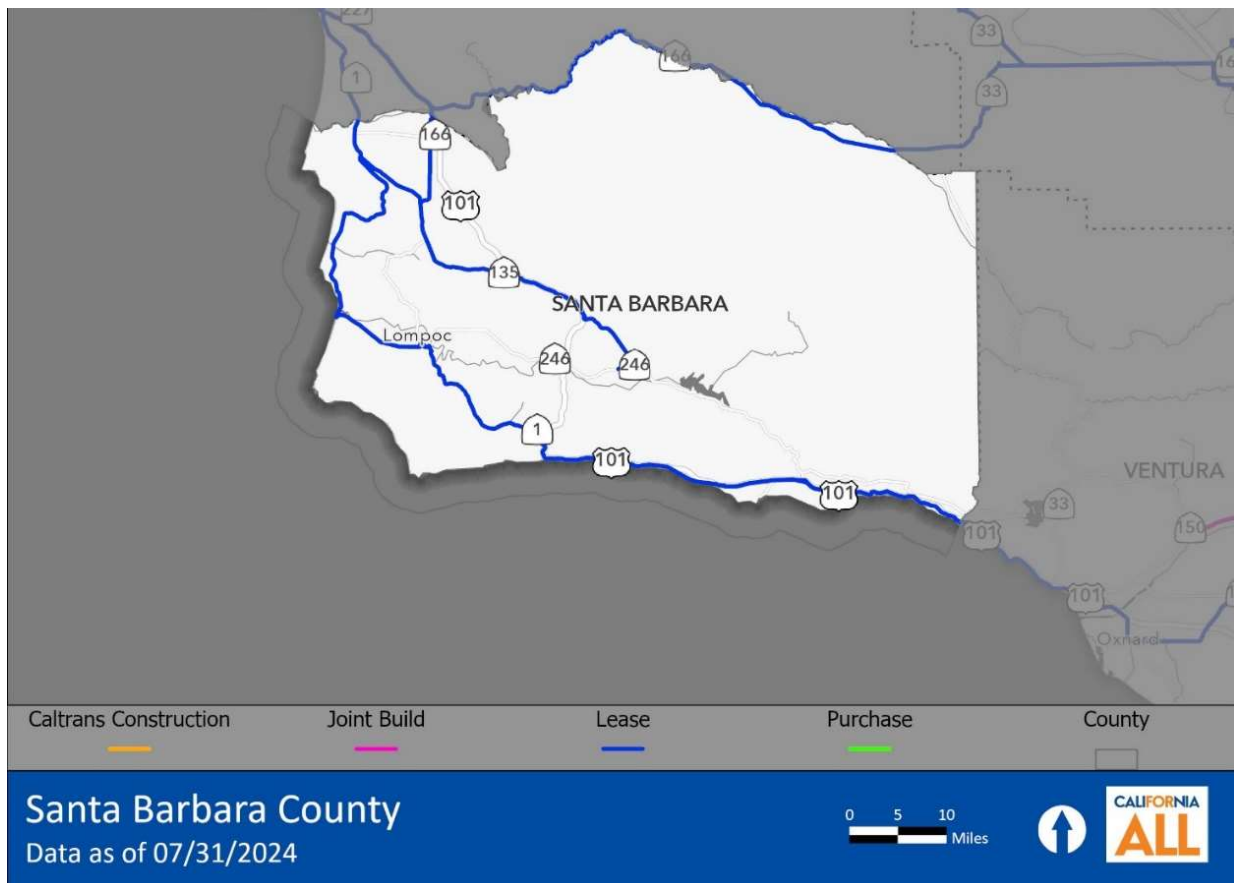 227
1
166
33
33
166
101
135
SANTA BARBARA
Lompoc
246
246
1
101
101
VENTURA
33
150
101
101
Oxnard
Caltrans Construction
Joint Build
Lease
Purchase
County
Santa Barbara County
Data as of 07/31/2024
0 5 10
Miles
CALIFORNIA
ALL